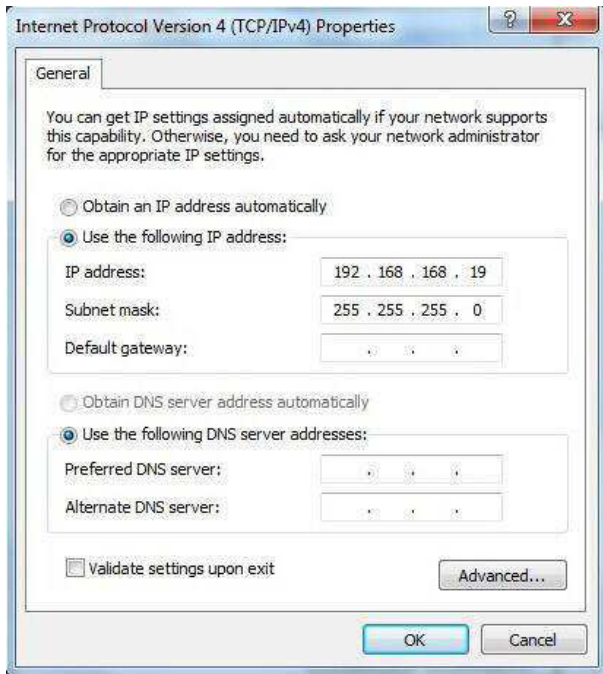 Internet Protocol Version 4 (TCP/IPv4) Properties
General
You can get IP settings assigned automatically if your network supports
this capability. Otherwise, you need to ask your network administrator
for the appropriate IP settings.
Obtain an IP address automatically
Use the following IP address:
IP address: 192 . 168 . 168 . 19
Subnet mask: 255 . 255 . 255 . 0
Default gateway: . . .
Obtain DNS server address automatically
Use the following DNS server addresses:
Preferred DNS server: . . .
Alternate DNS server: . . .
Validate settings upon exit
Advanced...
OK Cancel